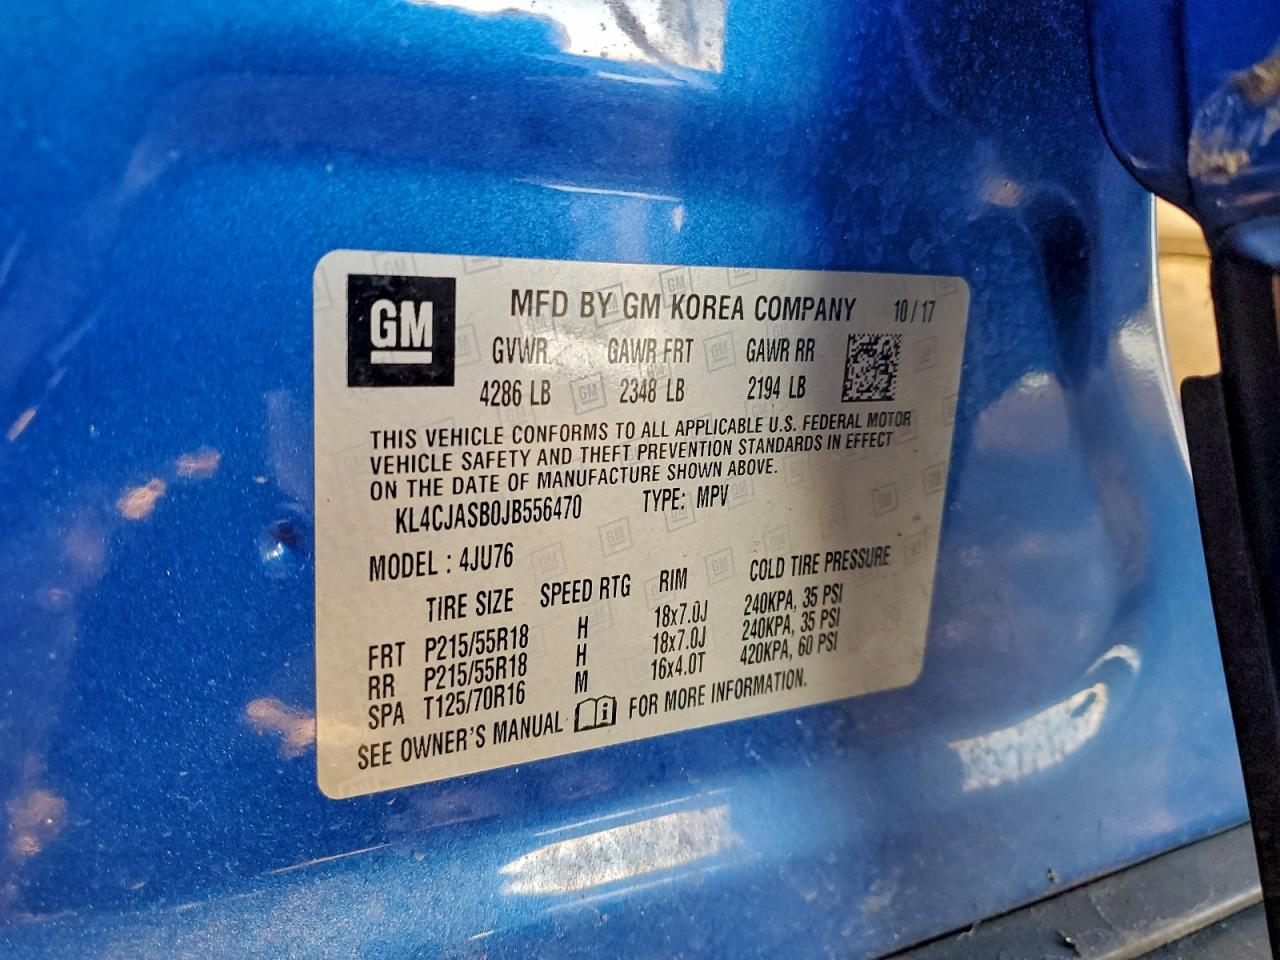 GM
MFD BY GM KOREA COMPANY 10/17
GVWR GAWR FRT GAWR RR
4286 LB 2348 LB 2194 LB
THIS VEHICLE CONFORMS TO ALL APPLICABLE U.S. FEDERAL MOTOR
VEHICLE SAFETY AND THEFT PREVENTION STANDARDS IN EFFECT
ON THE DATE OF MANUFACTURE SHOWN ABOVE.
KL4CJASB0JB556470 TYPE: MPV
MODEL : 4JU76
TIRE SIZE SPEED RTG RIM COLD TIRE PRESSURE
FRT P215/55R18 H 18x7.0J 240KPA, 35 PSI
RR P215/55R18 H 18x7.0J 240KPA, 35 PSI
SPA T125/70R16 M 16x4.0T 420KPA, 60 PSI
SEE OWNER'S MANUAL FOR MORE INFORMATION.